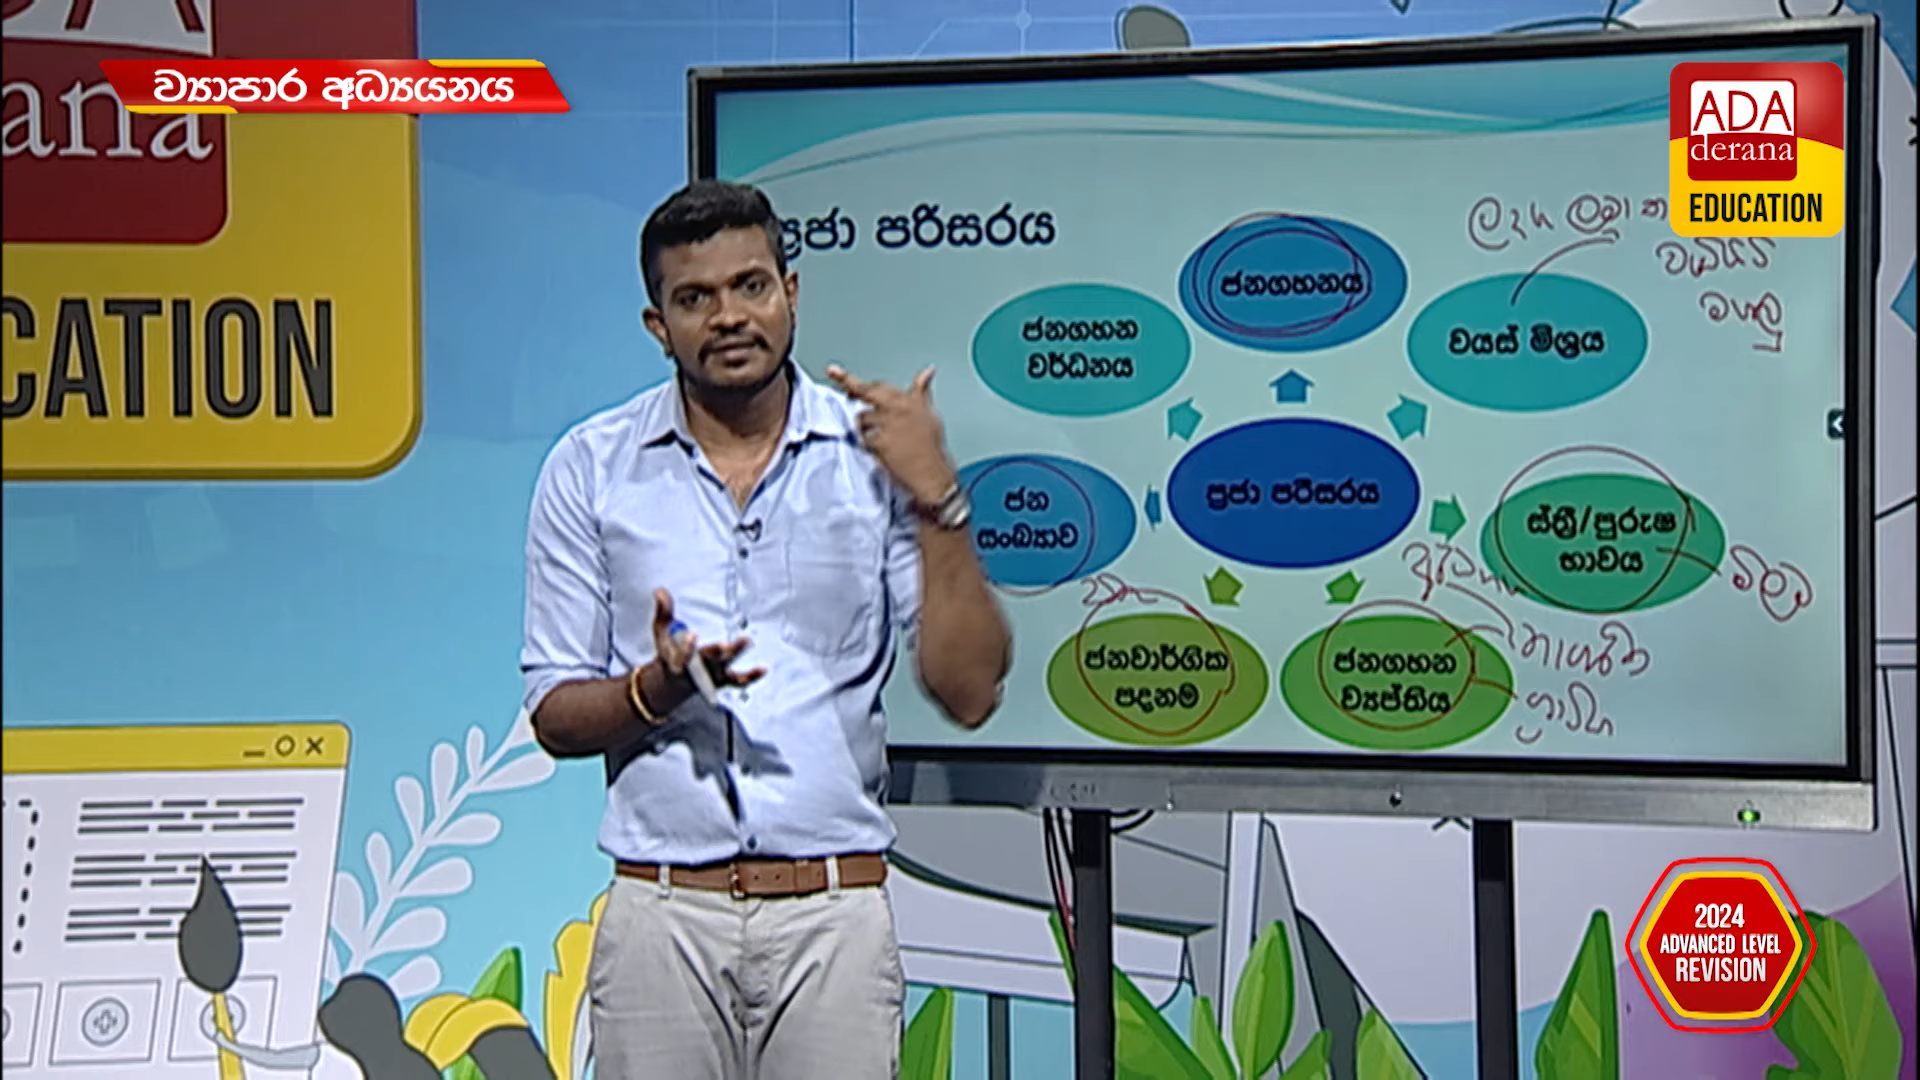 ව්‍යාපාර අධ්‍යයනය
ana
CATION
ADA
derana
EDUCATION
ප්‍රජා පරිසරය
ජනගහනය
ජනගහන
වර්ධනය
වයස් මිශ්‍රය
ජන
සංඛ්‍යාව
ප්‍රජා පරිසරය
ස්ත්‍රී/පුරුෂ
භාවය
ජනවාර්ගික
පදනම
ජනගහන
ව්‍යප්තිය
2024
ADVANCED LEVEL
REVISION